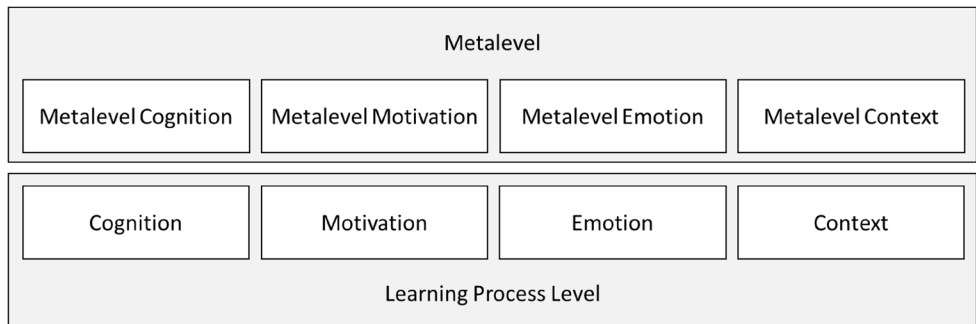 Metalevel
Metalevel Cognition
Metalevel Motivation
Metalevel Emotion
Metalevel Context
Cognition
Motivation
Emotion
Context
Learning Process Level